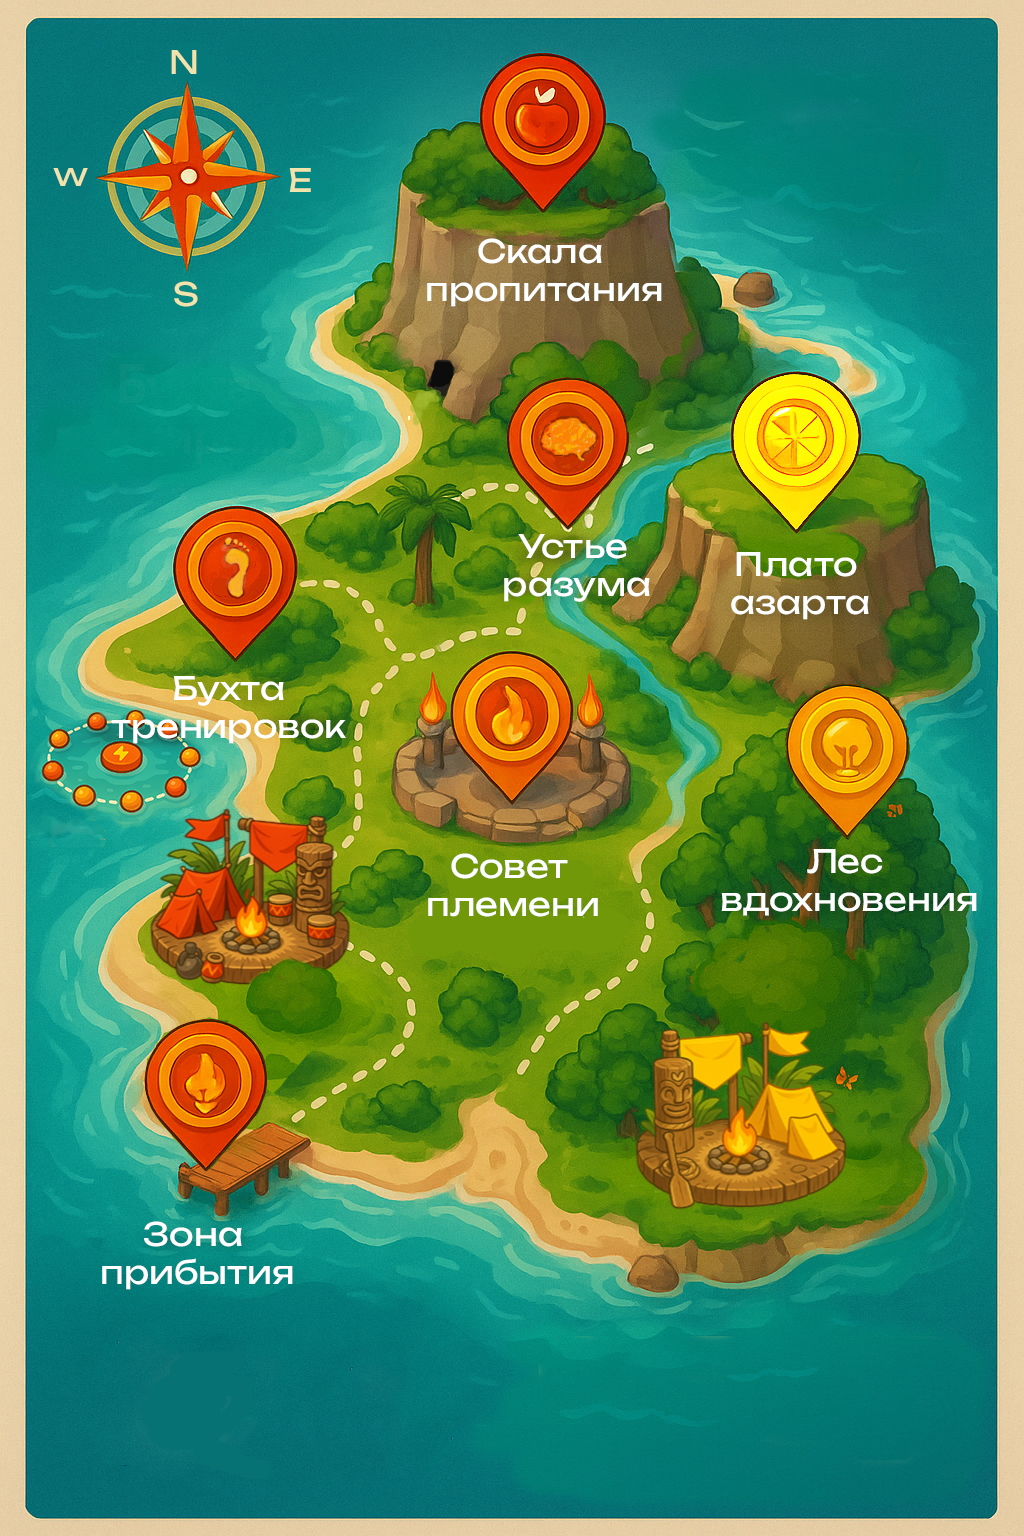 N
W
E
S
Скала
пропитания
Устье
разума
Плато
азарта
Бухта
тренировок
Совет
племени
Лес
вдохновения
Зона
прибытия